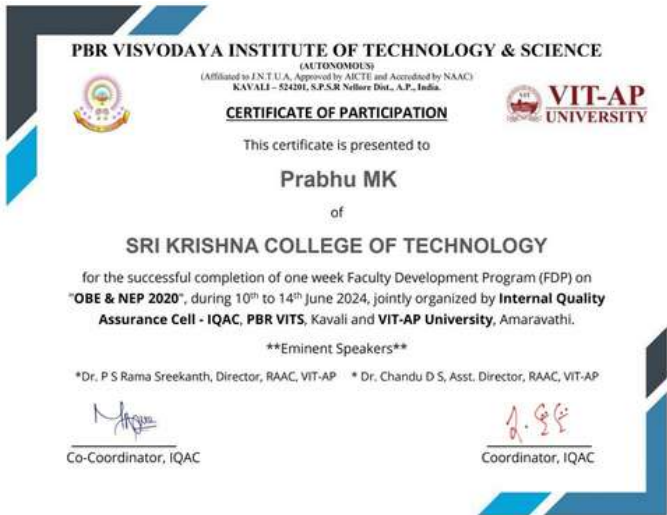 PBR VISVODAYA INSTITUTE OF TECHNOLOGY & SCIENCE
(AUTONOMOUS)
(Affiliated to J.N.T.U.A, Approved by AICTE and Accredited by NAAC)
KAVALI – 524201, S.P.S.R Nellore Dist., A.P., India.
VIT-AP
UNIVERSITY
CERTIFICATE OF PARTICIPATION
This certificate is presented to
Prabhu MK
of
SRI KRISHNA COLLEGE OF TECHNOLOGY
for the successful completion of one week Faculty Development Program (FDP) on
"OBE & NEP 2020", during 10th to 14th June 2024, jointly organized by Internal Quality
Assurance Cell - IQAC, PBR VITS, Kavali and VIT-AP University, Amaravathi.
**Eminent Speakers**
*Dr. P S Rama Sreekanth, Director, RAAC, VIT-AP * Dr. Chandu D S, Asst. Director, RAAC, VIT-AP
Co-Coordinator, IQAC
Coordinator, IQAC